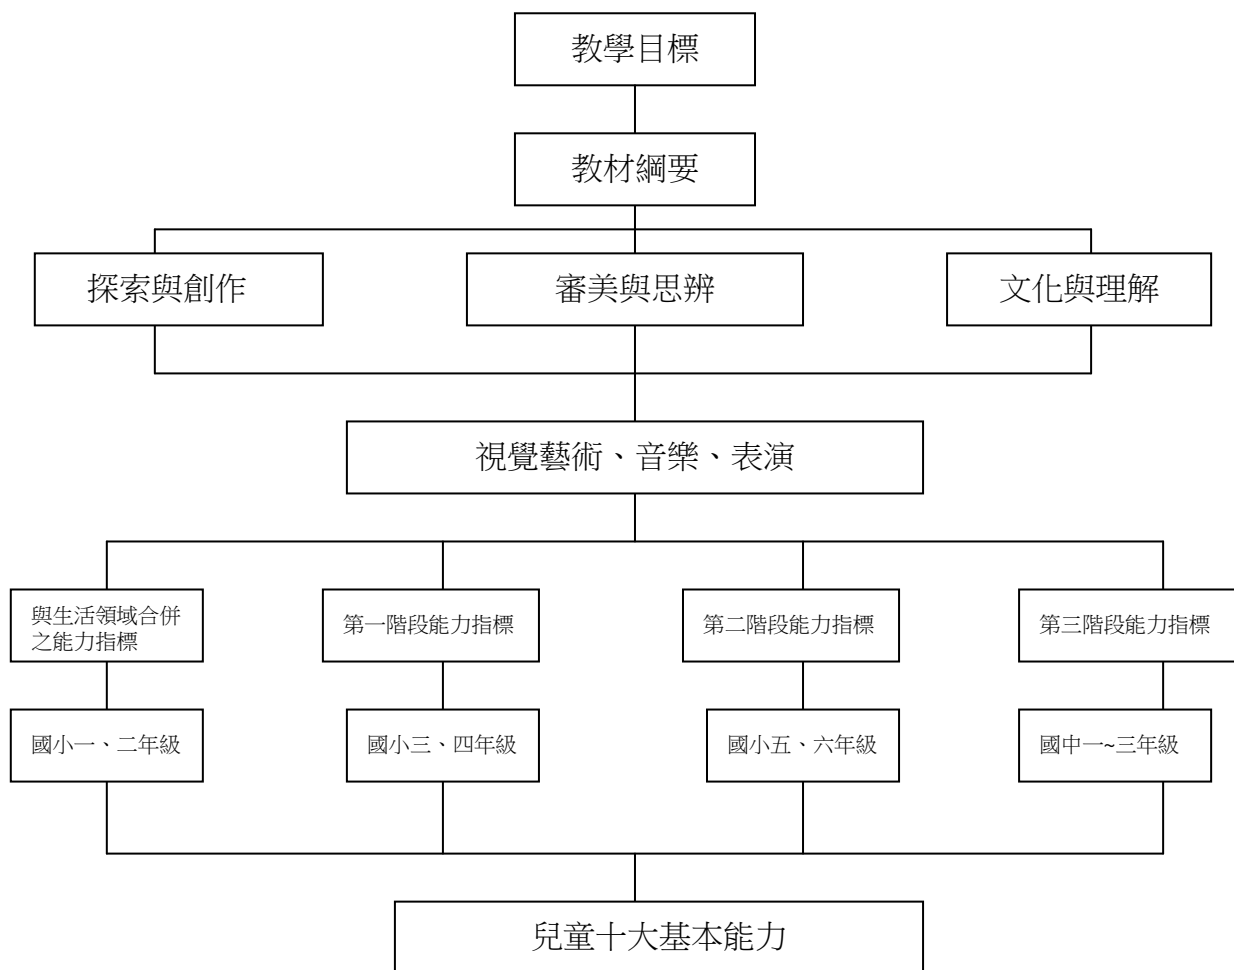 教學目標
教材綱要
探索與創作
審美與思辨
文化與理解
視覺藝術、音樂、表演
與生活領域合併
之能力指標
第一階段能力指標
第二階段能力指標
第三階段能力指標
國小一、二年級
國小三、四年級
國小五、六年級
國中一~三年級
兒童十大基本能力